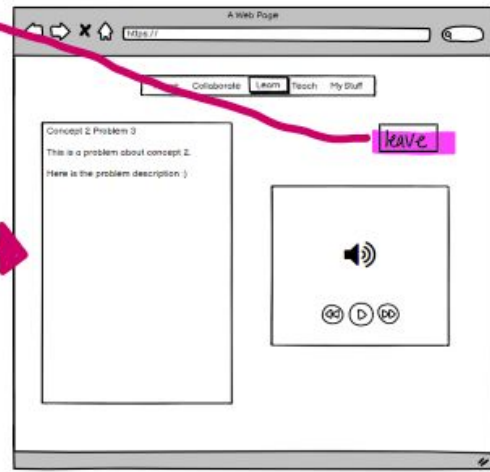 A Web Page
https://
Collaborate Learn Teach My Stuff
leave
Concept 2 Problem 3
This is a problem about concept 2.
Here is the problem description :)